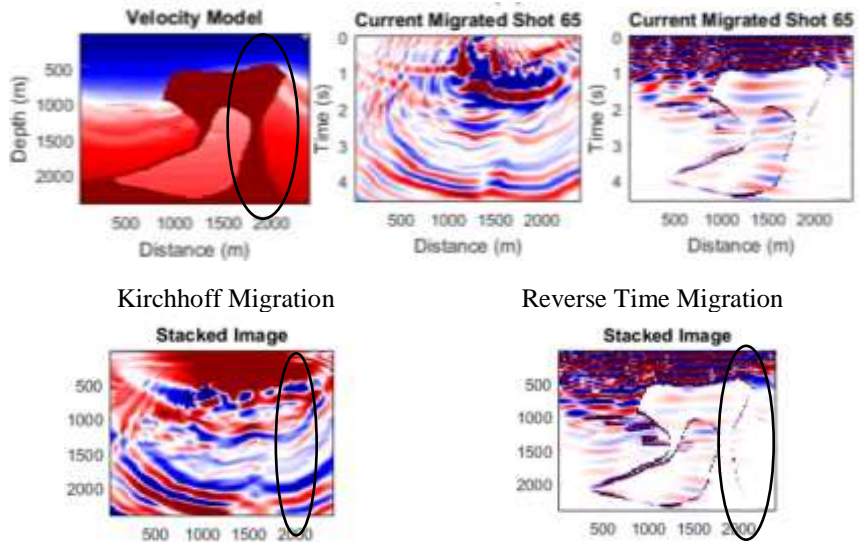 Velocity Model
Current Migrated Shot 65
Current Migrated Shot 65
Depth (m)
500
1000
1500
2000
500 1000 1500 2000
Distance (m)
Time (s)
0
1
2
3
4
500 1000 1500 2000
Distance (m)
Time (s)
0
1
2
3
4
500 1000 1500 2000
Distance (m)
Kirchhoff Migration
Reverse Time Migration
Stacked Image
500
1000
1500
2000
500 1000 1500 2000
Stacked Image
500
1000
1500
2000
500 1000 1500 2000